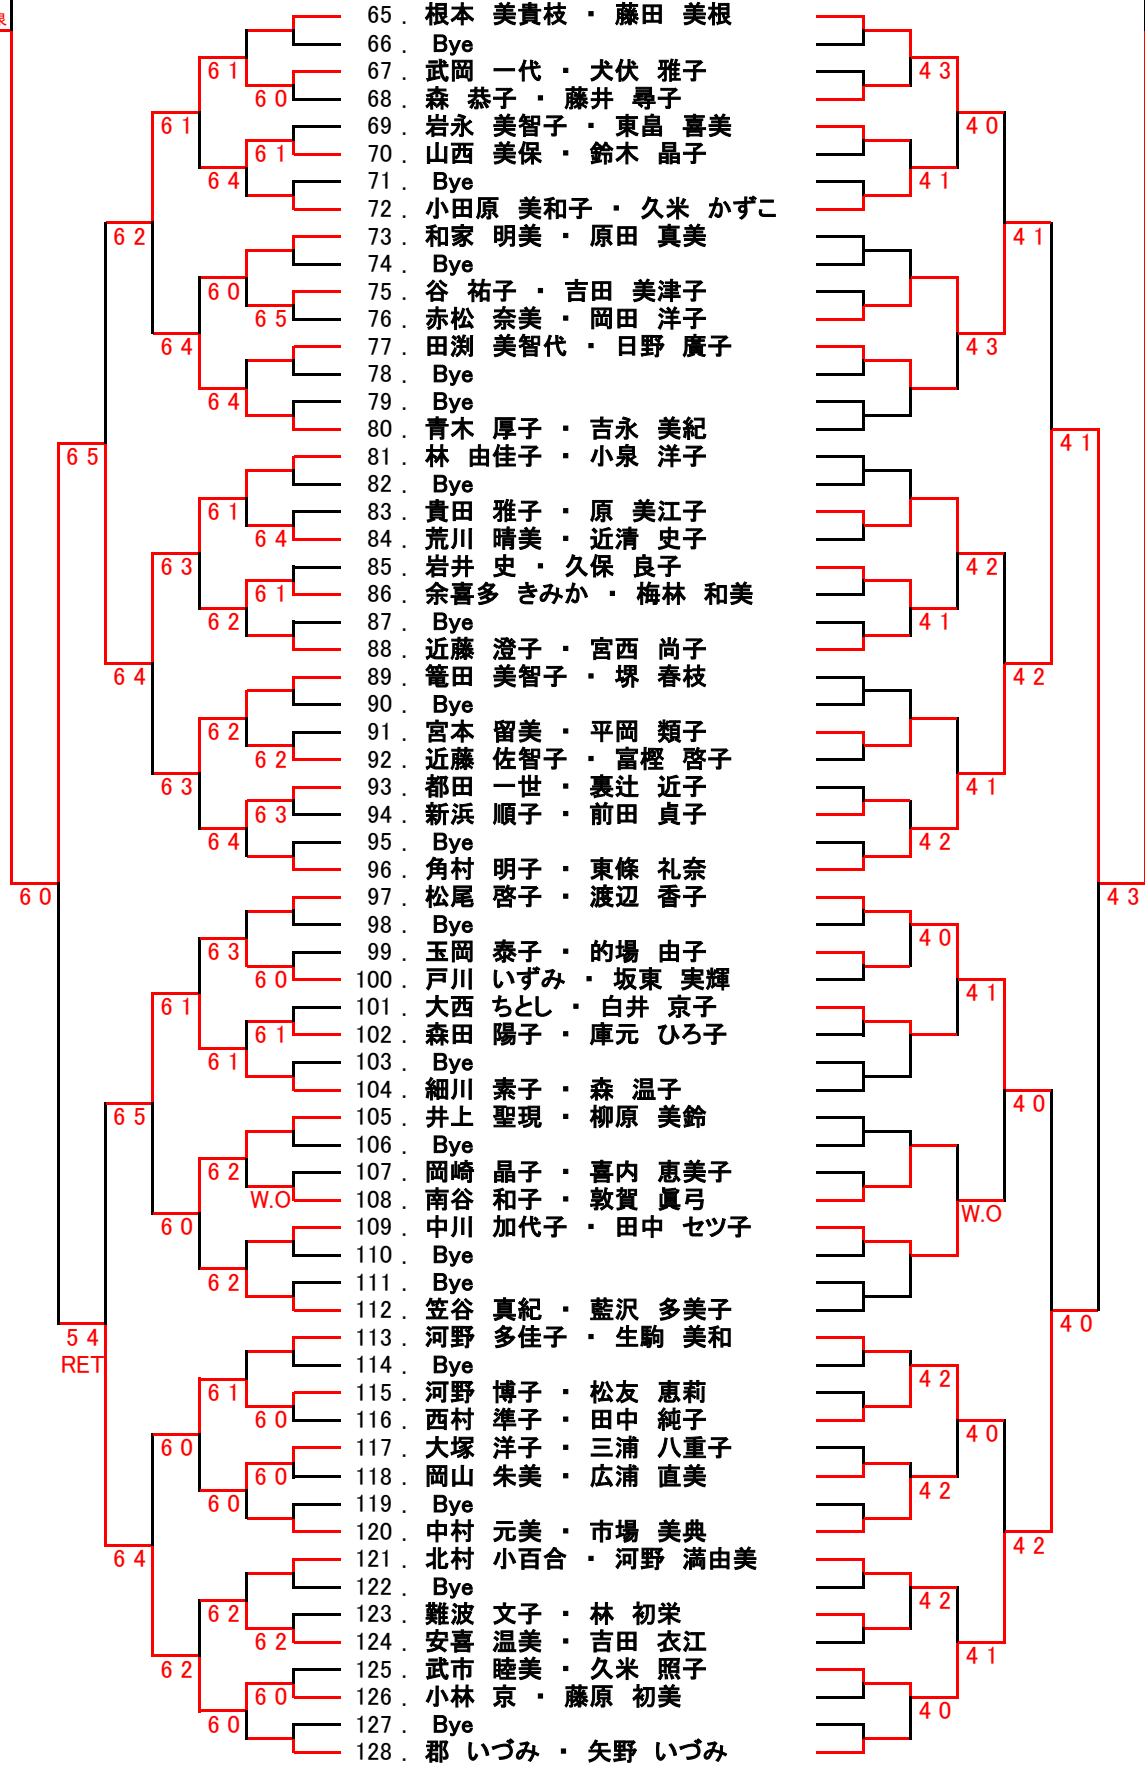 65. 根本 美貴枝 ・ 藤田 美根
66. Bye
61 67. 武岡 一代 ・ 犬伏 雅子 43
60 68. 森 恭子 ・ 藤井 尋子
61 69. 岩永 美智子 ・ 東畠 喜美 40
61 70. 山西 美保 ・ 鈴木 晶子
64 71. Bye 41
72. 小田原 美和子 ・ 久米 かずこ
62 73. 和家 明美 ・ 原田 真美 41
74. Bye
60 75. 谷 祐子 ・ 吉田 美津子
65 76. 赤松 奈美 ・ 岡田 洋子
64 77. 田渕 美智代 ・ 日野 廣子 43
78. Bye
64 79. Bye
80. 青木 厚子 ・ 吉永 美紀
65 81. 林 由佳子 ・ 小泉 洋子 41
82. Bye
61 83. 貴田 雅子 ・ 原 美江子
64 84. 荒川 晴美 ・ 近清 史子
63 85. 岩井 史 ・ 久保 良子 42
61 86. 余喜多 きみか ・ 梅林 和美
62 87. Bye 41
88. 近藤 澄子 ・ 宮西 尚子
64 89. 篭田 美智子 ・ 堺 春枝 42
90. Bye
62 91. 宮本 留美 ・ 平岡 類子
62 92. 近藤 佐智子 ・ 富樫 啓子
63 93. 都田 一世 ・ 裏辻 近子 41
63 94. 新浜 順子 ・ 前田 貞子
64 95. Bye 42
96. 角村 明子 ・ 東條 礼奈
60 97. 松尾 啓子 ・ 渡辺 香子 43
98. Bye
63 99. 玉岡 泰子 ・ 的場 由子 40
60 100. 戸川 いずみ ・ 坂東 実輝
61 101. 大西 ちとし ・ 白井 京子 41
61 102. 森田 陽子 ・ 庫元 ひろ子
61 103. Bye
104. 細川 素子 ・ 森 温子
65 105. 井上 聖現 ・ 柳原 美鈴 40
106. Bye
62 107. 岡崎 晶子 ・ 喜内 恵美子
W.O 108. 南谷 和子 ・ 敦賀 眞弓
60 109. 中川 加代子 ・ 田中 セツ子 W.O
110. Bye
62 111. Bye
112. 笠谷 真紀 ・ 藍沢 多美子
54 113. 河野 多佳子 ・ 生駒 美和 40
RET 114. Bye
61 115. 河野 博子 ・ 松友 恵莉 42
60 116. 西村 準子 ・ 田中 純子
60 117. 大塚 洋子 ・ 三浦 八重子 40
60 118. 岡山 朱美 ・ 広浦 直美
60 119. Bye 42
120. 中村 元美 ・ 市場 美典
64 121. 北村 小百合 ・ 河野 満由美 42
122. Bye
62 123. 難波 文子 ・ 林 初栄 42
62 124. 安喜 温美 ・ 吉田 衣江
62 125. 武市 睦美 ・ 久米 照子 41
60 126. 小林 京 ・ 藤原 初美
60 127. Bye 40
128. 郡 いづみ ・ 矢野 いづみ